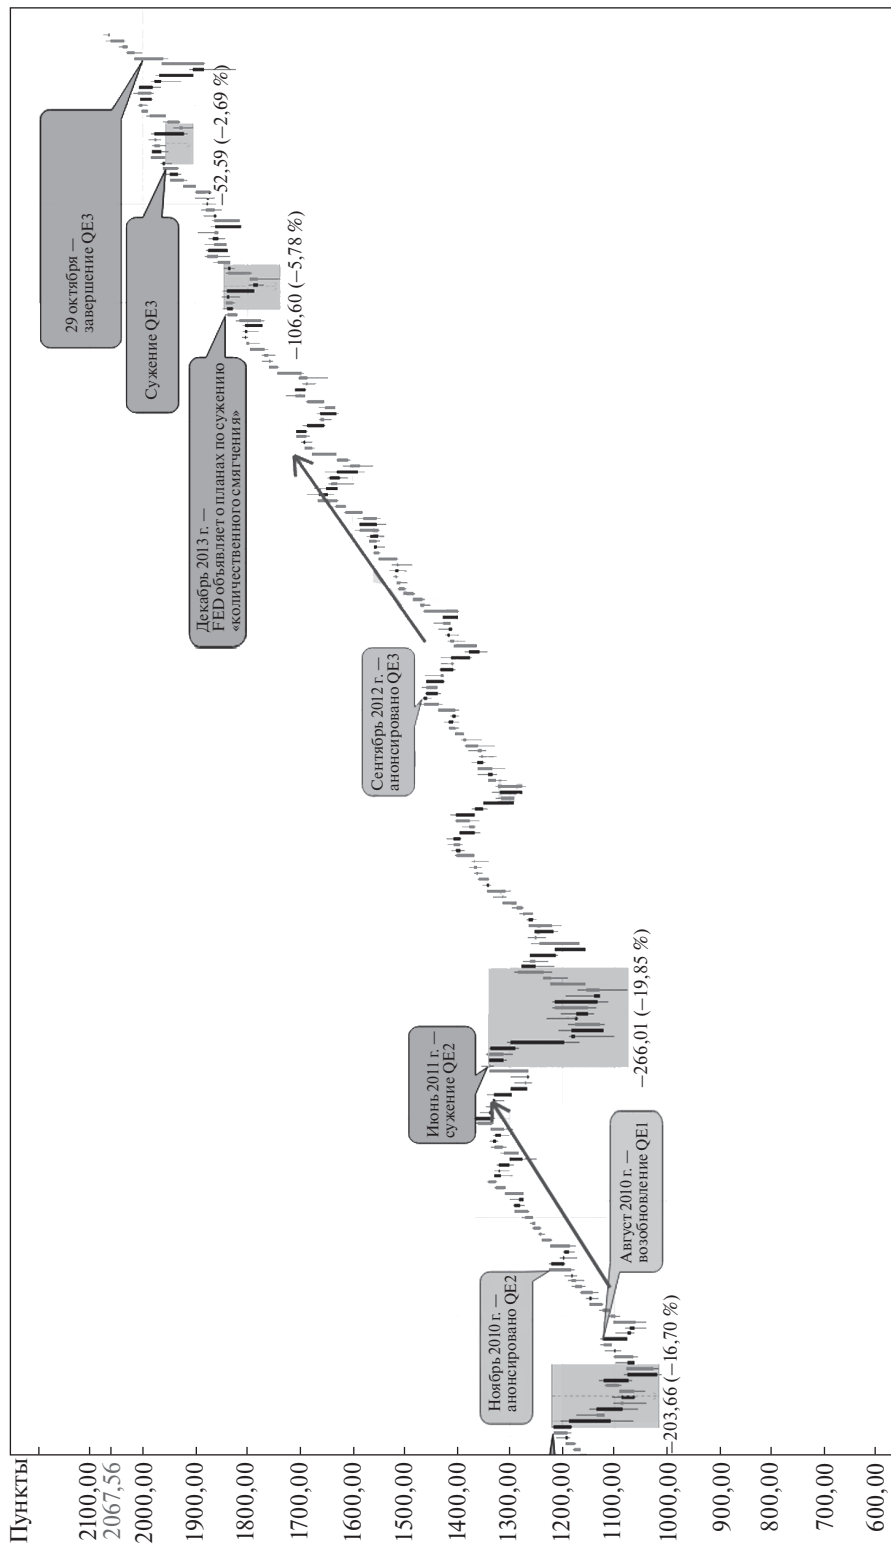 Пункты
2100,00
2067,56
2000,00
1900,00
1800,00
1700,00
1600,00
1500,00
1400,00
1300,00
1200,00
1100,00
1000,00
900,00
800,00
700,00
600,00
−203,66 (−16,70 %)
Ноябрь 2010 г. —
анонсировано QE2
Август 2010 г. —
возобновление QE1
Июнь 2011 г. —
сужение QE2
−266,01 (−19,85 %)
Сентябрь 2012 г. —
анонсировано QE3
Декабрь 2013 г. —
FED объявляет о планах по сужению
«количественного смягчения»
−106,60 (−5,78 %)
Сужение QE3
−52,59 (−2,69 %)
29 октября —
завершение QE3